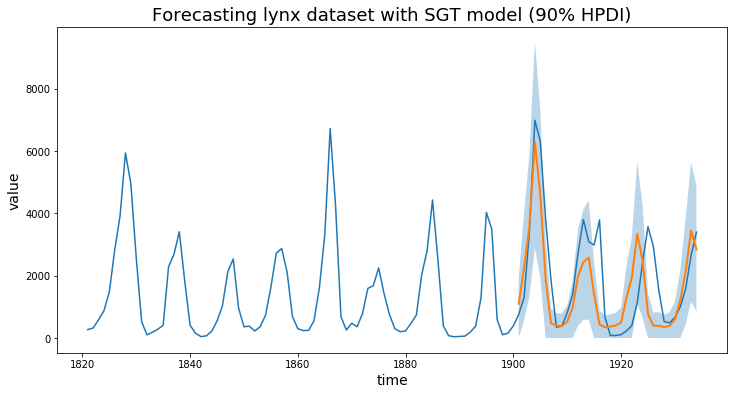 Forecasting lynx dataset with SGT model (90% HPDI)
value
8000
6000
4000
2000
0
1820 1840 1860 1880 1900 1920
time